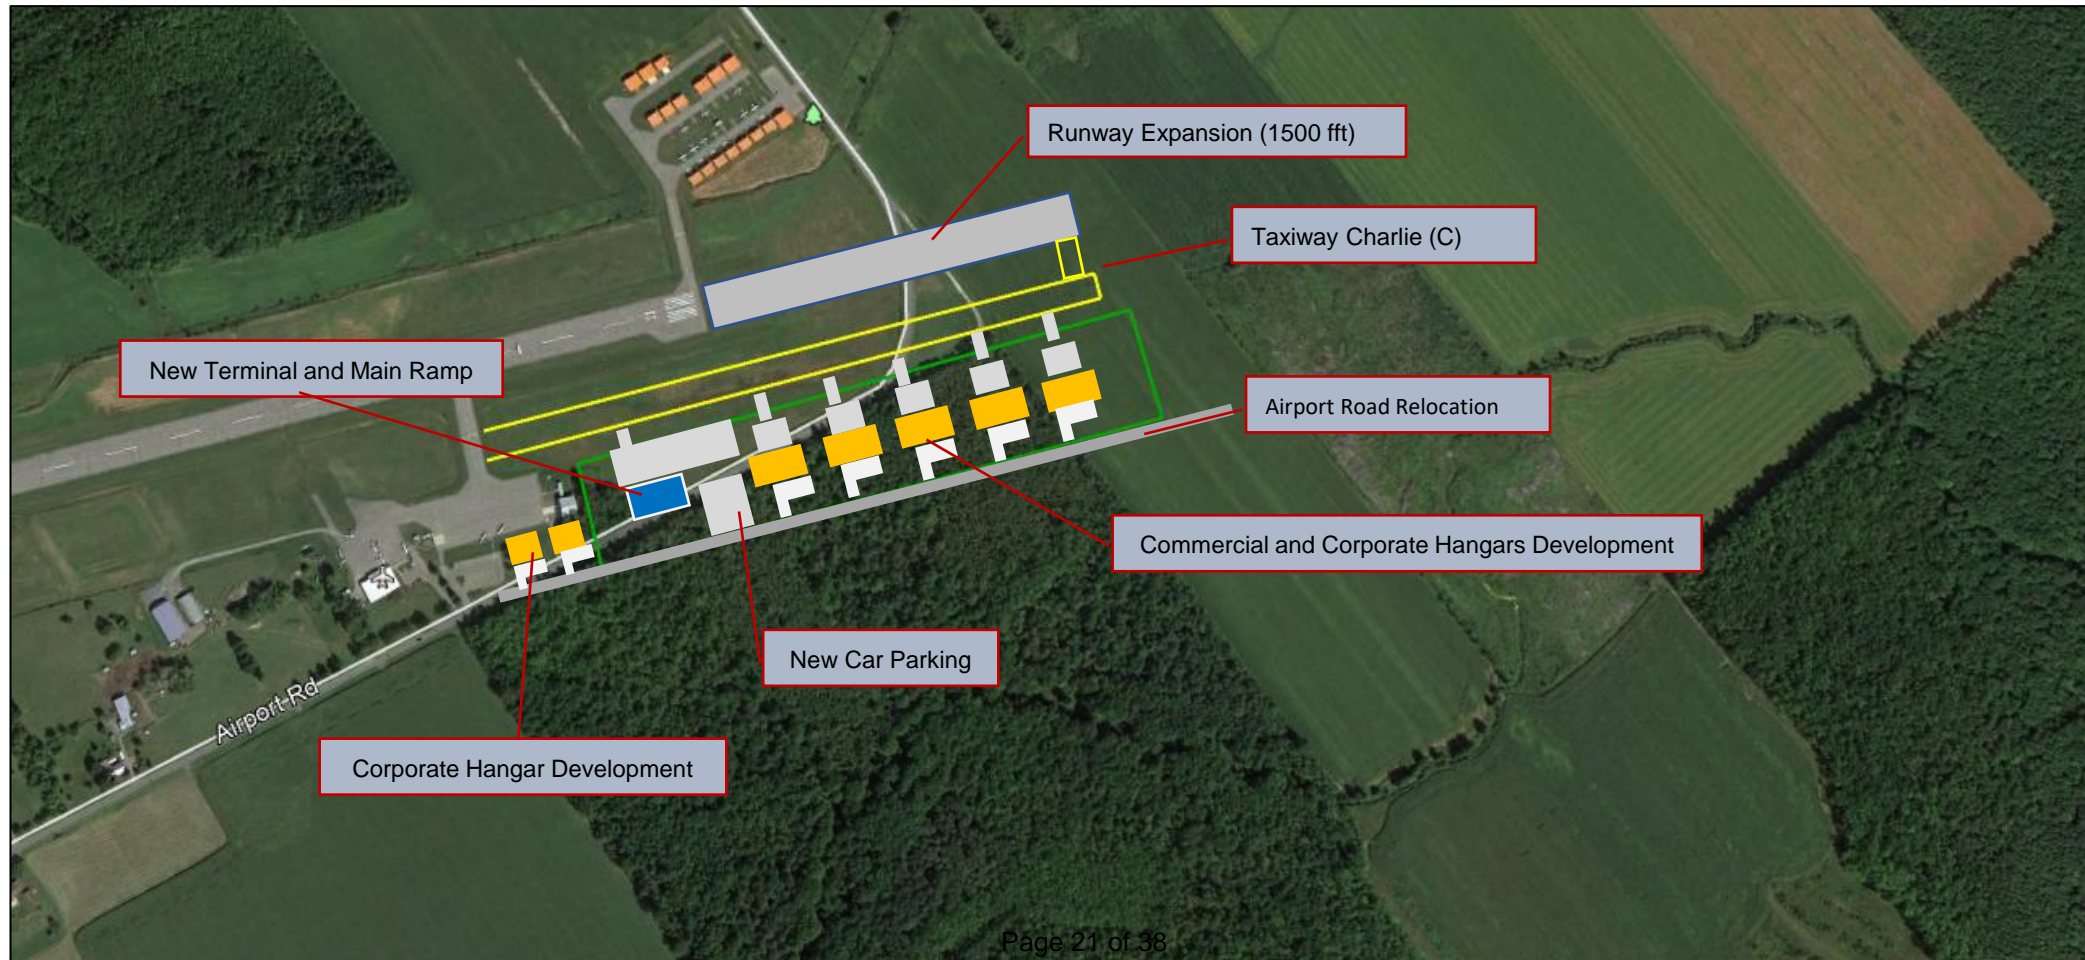 Runway Expansion (1500 fft)
Taxiway Charlie (C)
New Terminal and Main Ramp
Airport Road Relocation
Commercial and Corporate Hangars Development
New Car Parking
Airport Rd
Corporate Hangar Development
Page 21 of 38